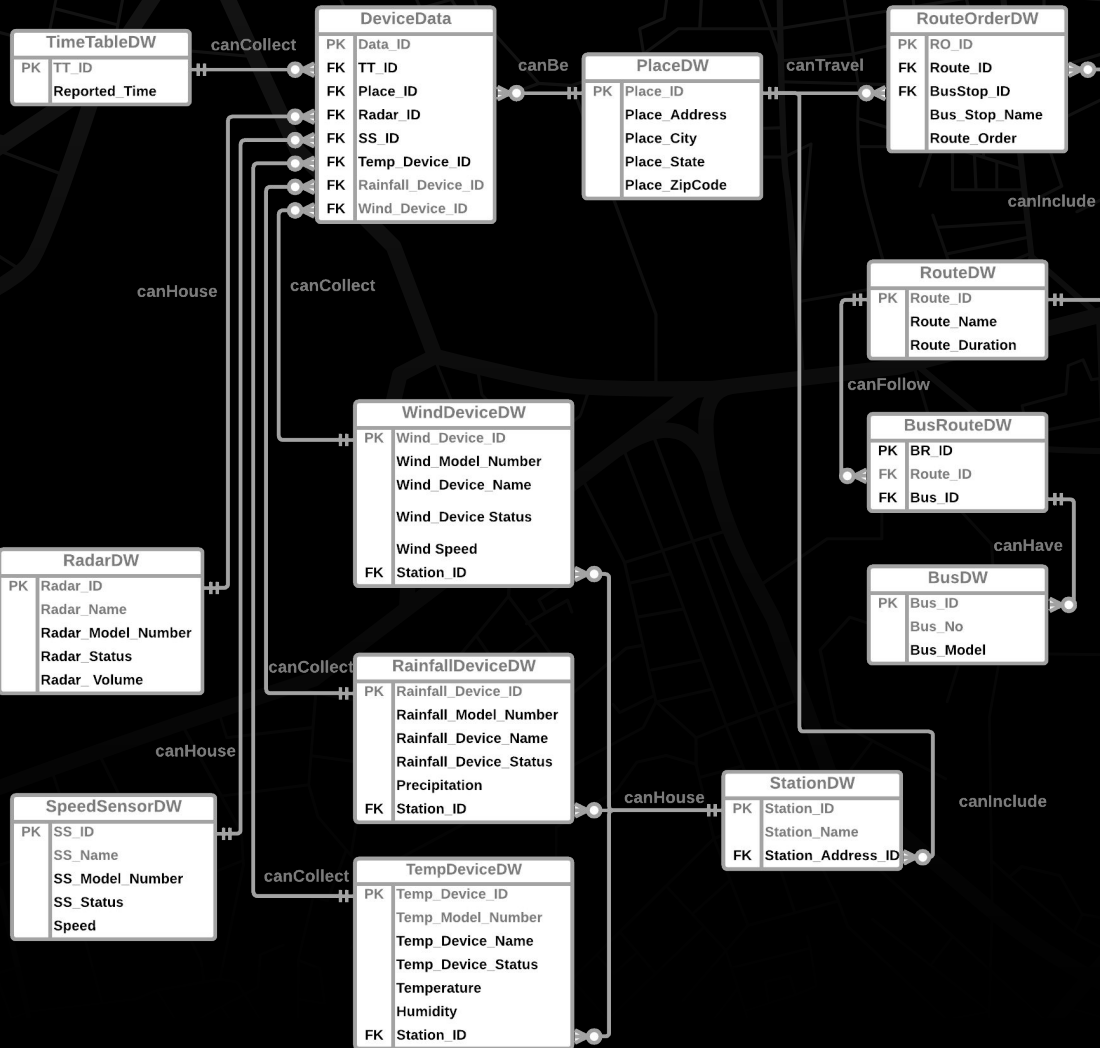 TimeTableDW
PK TT_ID
Reported_Time
canCollect
DeviceData
PK Data_ID
FK TT_ID
FK Place_ID
FK Radar_ID
FK SS_ID
FK Temp_Device_ID
FK Rainfall_Device_ID
FK Wind_Device_ID
canBe
PlaceDW
PK Place_ID
Place_Address
Place_City
Place_State
Place_ZipCode
canTravel
RouteOrderDW
PK RO_ID
FK Route_ID
FK BusStop_ID
Bus_Stop_Name
Route_Order
canInclude
canHouse
canCollect
RouteDW
PK Route_ID
Route_Name
Route_Duration
canFollow
BusRouteDW
PK BR_ID
FK Route_ID
FK Bus_ID
canHave
BusDW
PK Bus_ID
Bus_No
Bus_Model
WindDeviceDW
PK Wind_Device_ID
Wind_Model_Number
Wind_Device_Name
Wind_Device Status
Wind Speed
FK Station_ID
RadarDW
PK Radar_ID
Radar_Name
Radar_Model_Number
Radar_Status
Radar_ Volume
canCollect
RainfallDeviceDW
PK Rainfall_Device_ID
Rainfall_Model_Number
Rainfall_Device_Name
Rainfall_Device_Status
Precipitation
FK Station_ID
canHouse
canHouse
StationDW
PK Station_ID
Station_Name
FK Station_Address_ID
canInclude
SpeedSensorDW
PK SS_ID
SS_Name
SS_Model_Number
SS_Status
Speed
canCollect
TempDeviceDW
PK Temp_Device_ID
Temp_Model_Number
Temp_Device_Name
Temp_Device_Status
Temperature
Humidity
FK Station_ID